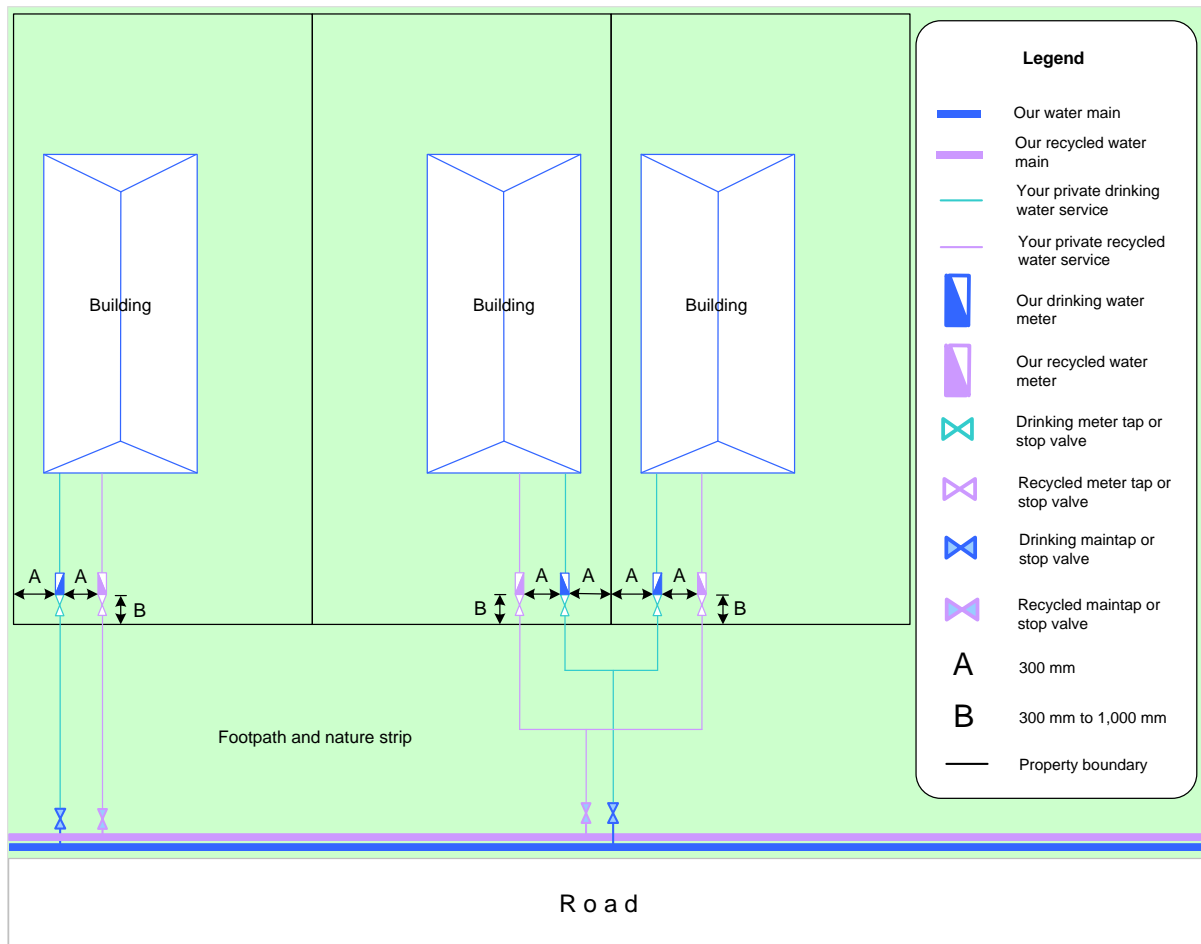 Building
Building
Building
A
A
B
B
A
A
A
A
B
Footpath and nature strip
Road
Legend
Our water main
Our recycled water
main
Your private drinking
water service
Your private recycled
water service
Our drinking water
meter
Our recycled water
meter
Drinking meter tap or
stop valve
Recycled meter tap or
stop valve
Drinking maintap or
stop valve
Recycled maintap or
stop valve
A 300 mm
B 300 mm to 1,000 mm
Property boundary